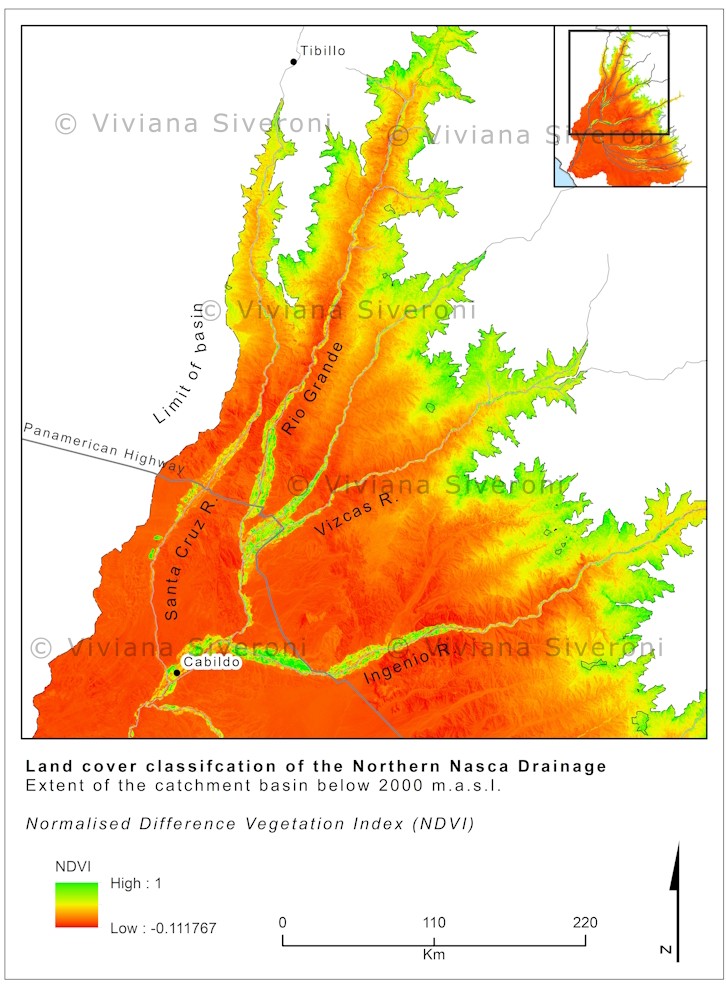 Tibillo
© Viviana Siveroni
© Viviana Siveroni
© Viviana Siveroni
Limit of basin
Rio Grande
Panamerican Highway
© Viviana Siveroni
Vizcas R.
Santa Cruz R.
© Viviana Siveroni
© Viviana Siveroni
Cabildo
Ingenio R.
Land cover classifcation of the Northern Nasca Drainage
Extent of the catchment basin below 2000 m.a.s.l.
Normalised Difference Vegetation Index (NDVI)
NDVI
High : 1
Low : -0.111767
0 110 220
Km
N